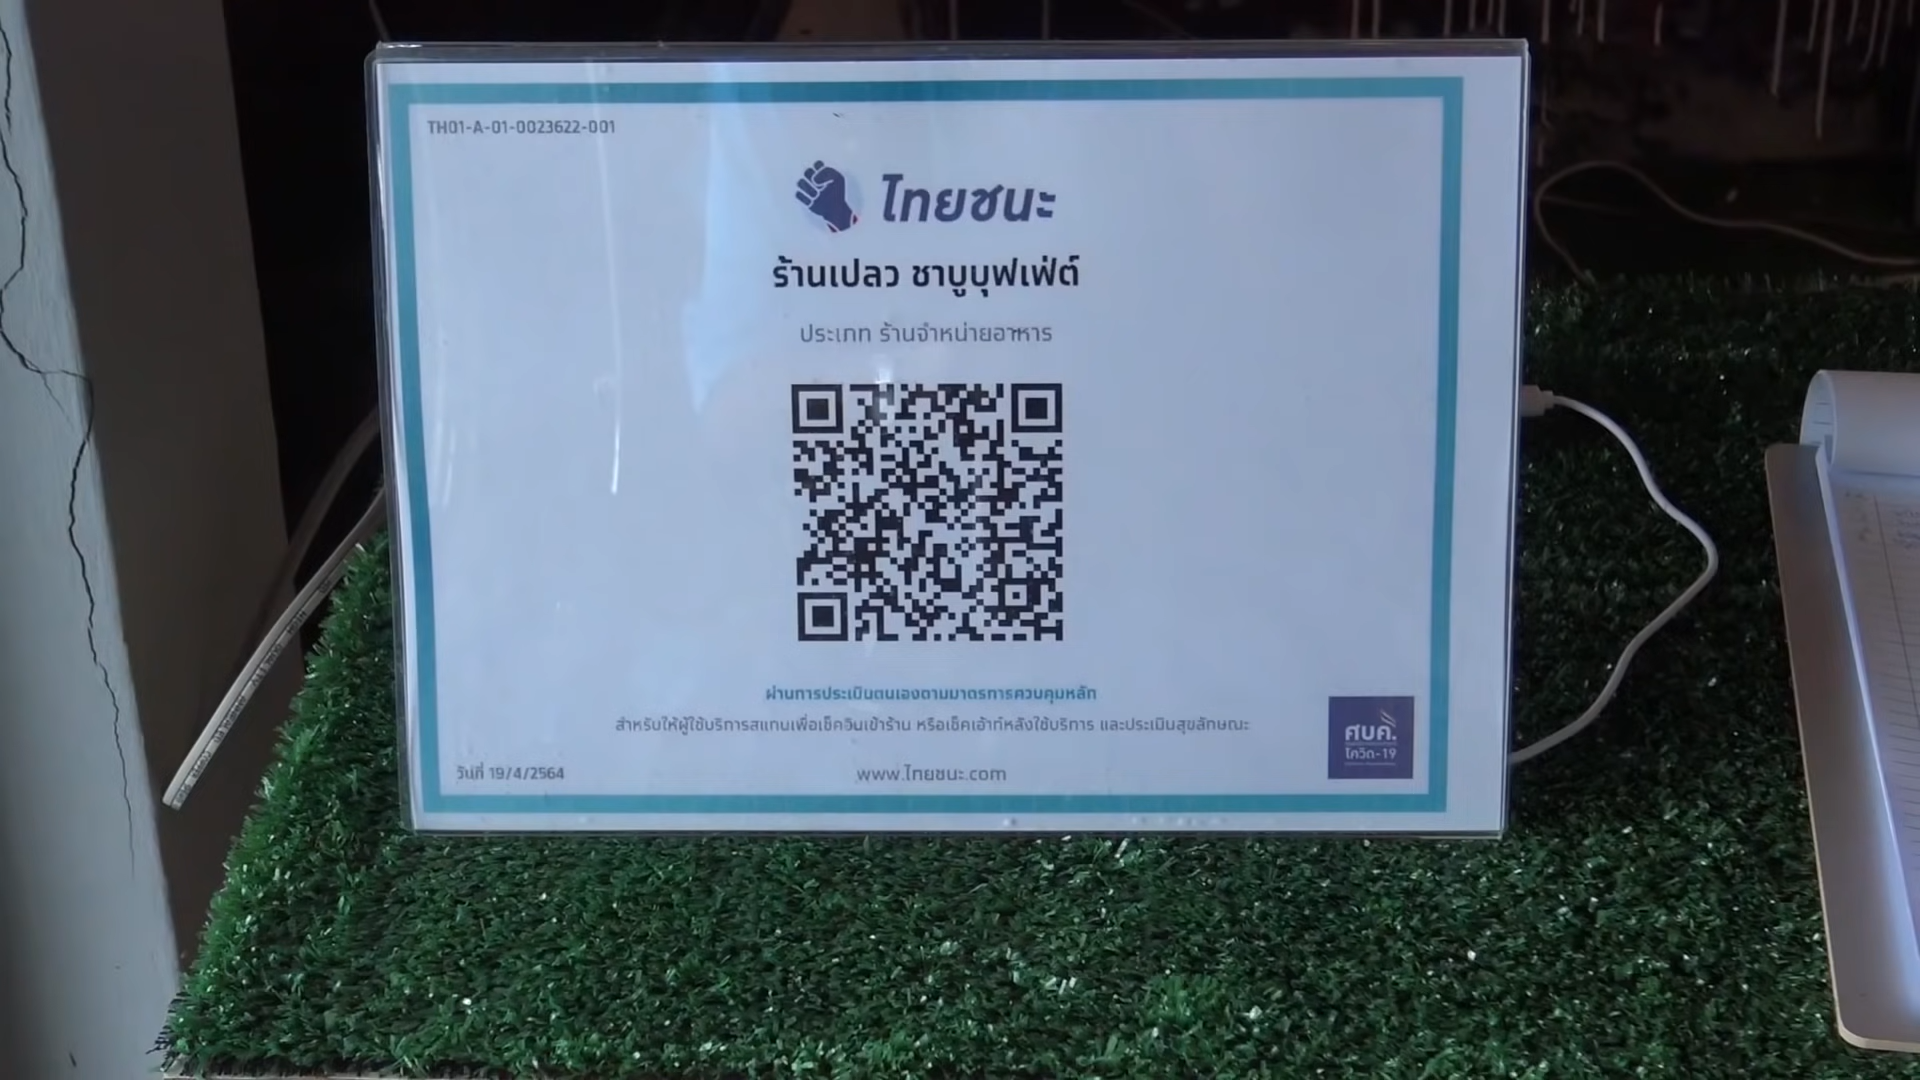 TH01-A-01-0023622-001
ไทยชนะ
ร้านเปลว ชาบูบุฟเฟ่ต์
ประเภท ร้านจำหน่ายอาหาร
ผ่านการประเมินตนเองตามมาตรการควบคุมหลัก
สำหรับให้ผู้ใช้บริการสแกนเพื่อเช็คอินเข้าร้าน หรือเช็คเอ้าท์หลังใช้บริการ และประเมินสุขลักษณะ
ศบค.
โควิด-19
วันที่ 19/4/2564
www.ไทยชนะ.com